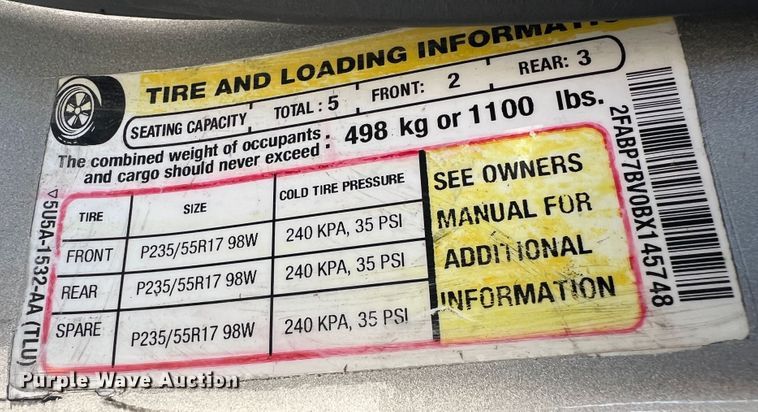 TIRE AND LOADING INFORMATIO
SEATING CAPACITY TOTAL : 5 FRONT: 2 REAR: 3
The combined weight of occupants and cargo should never exceed : 498 kg or 1100 lbs.
TIRE SIZE COLD TIRE PRESSURE
FRONT P235/55R17 98W 240 KPA, 35 PSI
REAR P235/55R17 98W 240 KPA, 35 PSI
SPARE P235/55R17 98W 240 KPA, 35 PSI
SEE OWNERS
MANUAL FOR
ADDITIONAL
INFORMATION
2FABP7BV0BX145748
▽5U5A-1532-AA (TLU)
Purple Wave Auction